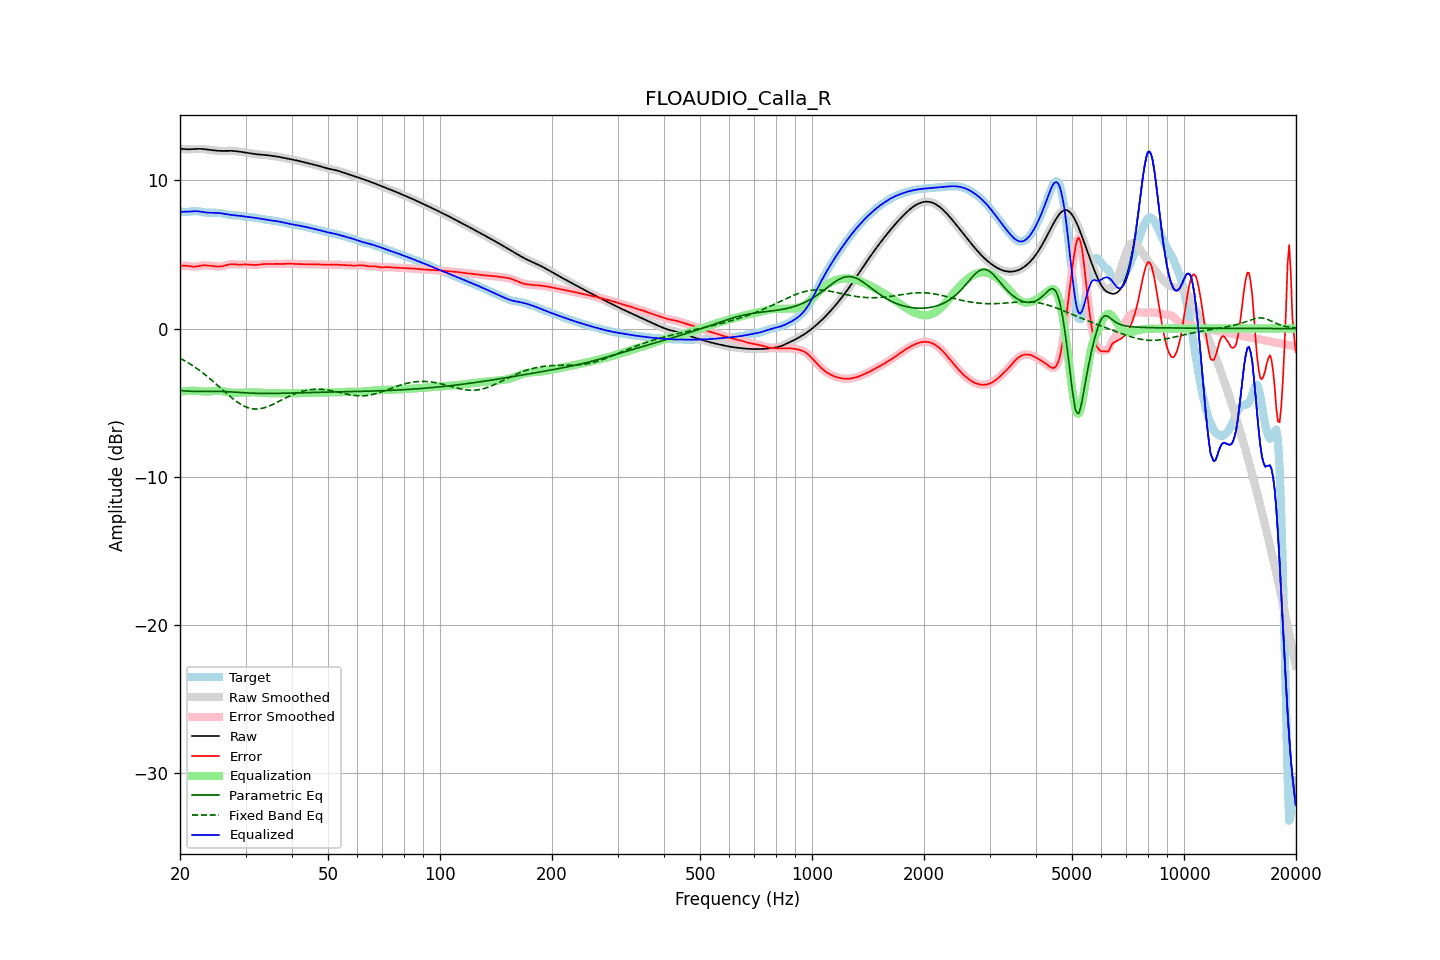 FLOAUDIO_Calla_R
10
0
−10
−20
−30
Amplitude (dBr)
Target
Raw Smoothed
Error Smoothed
Raw
Error
Equalization
Parametric Eq
Fixed Band Eq
Equalized
20 50 100 200 500 1000 2000 5000 10000 20000
Frequency (Hz)